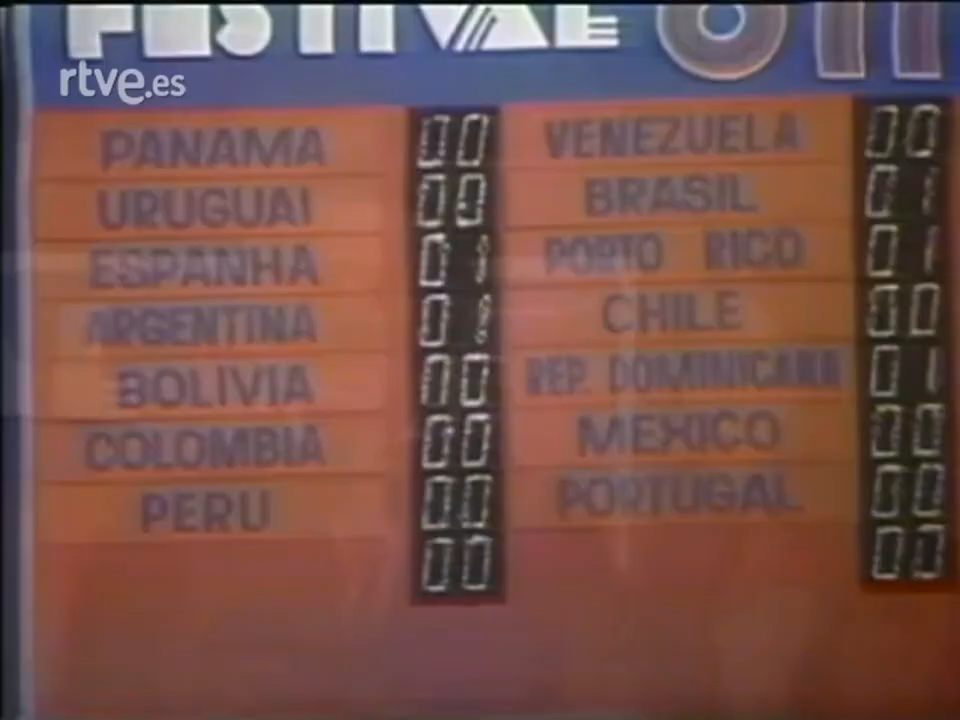 FESTIVAL OTI
rtve.es
PANAMA 00 VENEZUELA 00
URUGUAI 00 BRASIL 01
ESPANHA 01 PORTO RICO 01
ARGENTINA 0 CHILE 00
BOLIVIA 00 REP. DOMINICANA 01
COLOMBIA 00 MEXICO 00
PERU 00 PORTUGAL 00
00 00